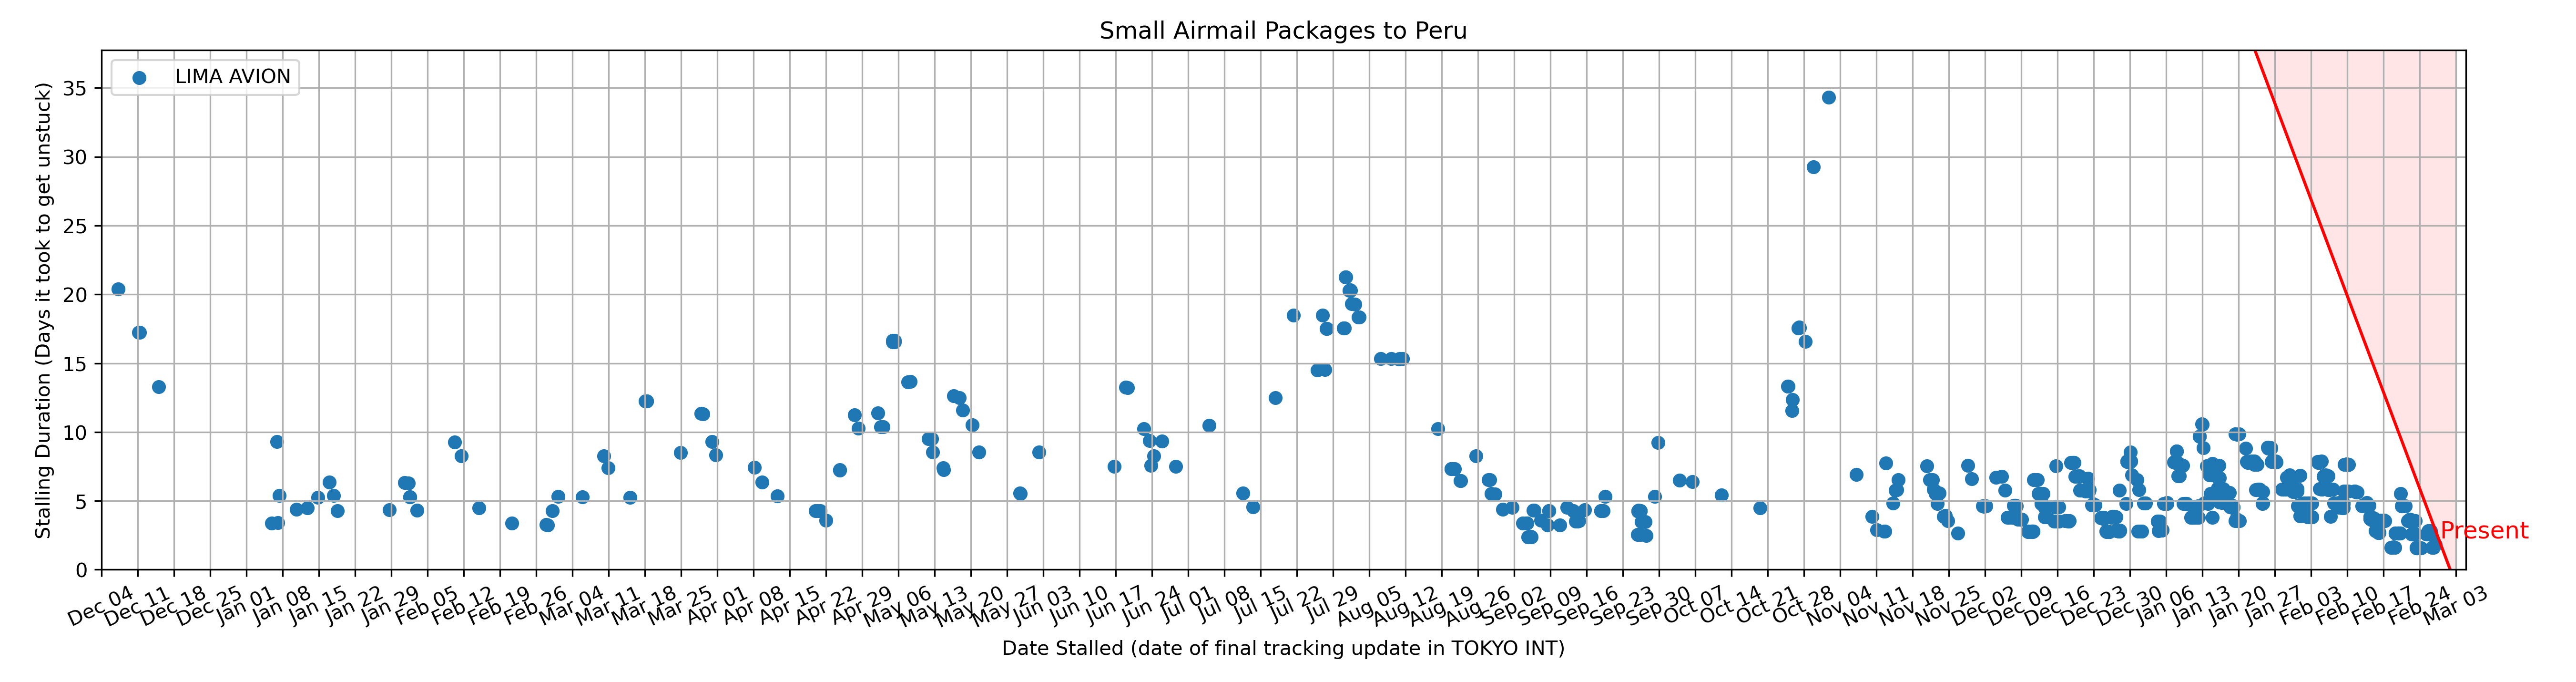 Small Airmail Packages to Peru
LIMA AVION
Stalling Duration (Days it took to get unstuck)
35
30
25
20
15
10
5
0
Present
Dec 04 Dec 11 Dec 18 Dec 25 Jan 01 Jan 08 Jan 15 Jan 22 Jan 29 Feb 05 Feb 12 Feb 19 Feb 26 Mar 04 Mar 11 Mar 18 Mar 25 Apr 01 Apr 08 Apr 15 Apr 22 Apr 29 May 06 May 13 May 20 May 27 Jun 03 Jun 10 Jun 17 Jun 24 Jul 01 Jul 08 Jul 15 Jul 22 Jul 29 Aug 05 Aug 12 Aug 19 Aug 26 Sep 02 Sep 09 Sep 16 Sep 23 Sep 30 Oct 07 Oct 14 Oct 21 Oct 28 Nov 04 Nov 11 Nov 18 Nov 25 Dec 02 Dec 09 Dec 16 Dec 23 Dec 30 Jan 06 Jan 13 Jan 20 Jan 27 Feb 03 Feb 10 Feb 17 Feb 24 Mar 03
Date Stalled (date of final tracking update in TOKYO INT)